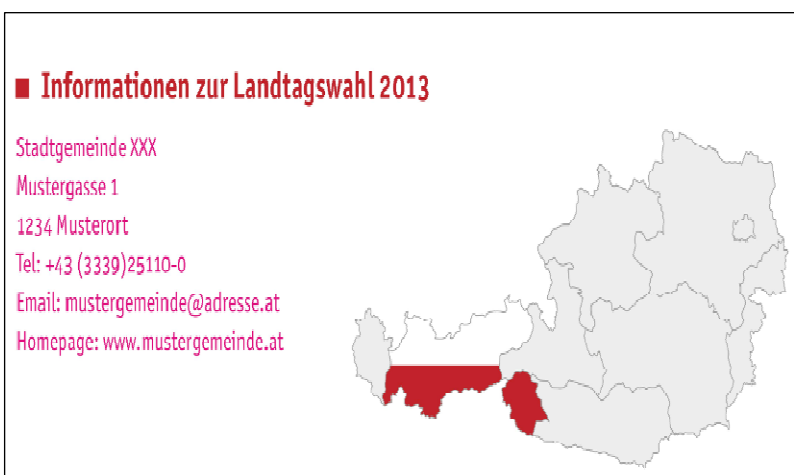 Informationen zur Landtagswahl 2013
Stadtgemeinde XXX
Mustergasse 1
1234 Musterort
Tel: +43 (3339)25110-0
Email: mustergemeinde@adresse.at
Homepage: www.mustergemeinde.at